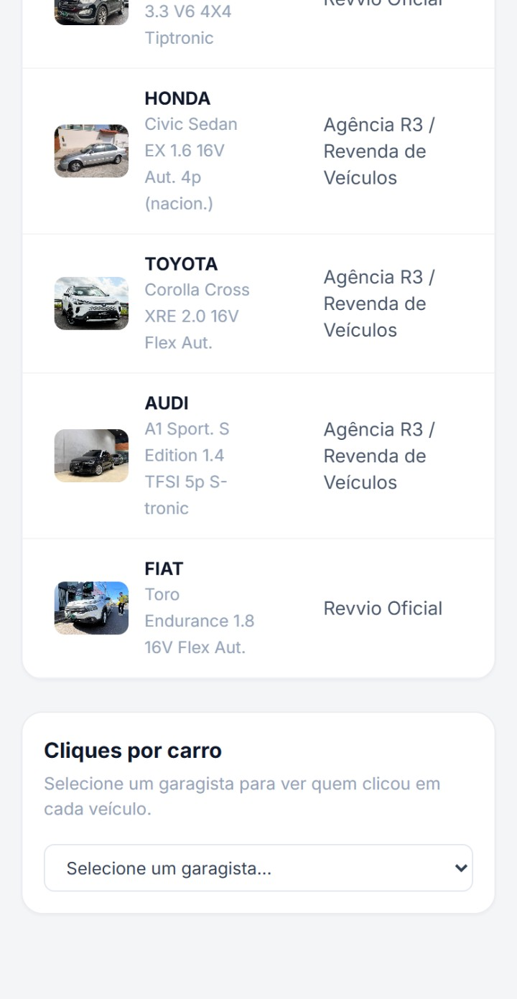 3.3 V6 4X4
Tiptronic
Revvio Oficial
HONDA
Civic Sedan
EX 1.6 16V
Aut. 4p
(nacion.)
Agência R3 /
Revenda de
Veículos
TOYOTA
Corolla Cross
XRE 2.0 16V
Flex Aut.
Agência R3 /
Revenda de
Veículos
AUDI
A1 Sport. S
Edition 1.4
TFSI 5p S-
tronic
Agência R3 /
Revenda de
Veículos
FIAT
Toro
Endurance 1.8
16V Flex Aut.
Revvio Oficial
Cliques por carro
Selecione um garagista para ver quem clicou em
cada veículo.
Selecione um garagista...